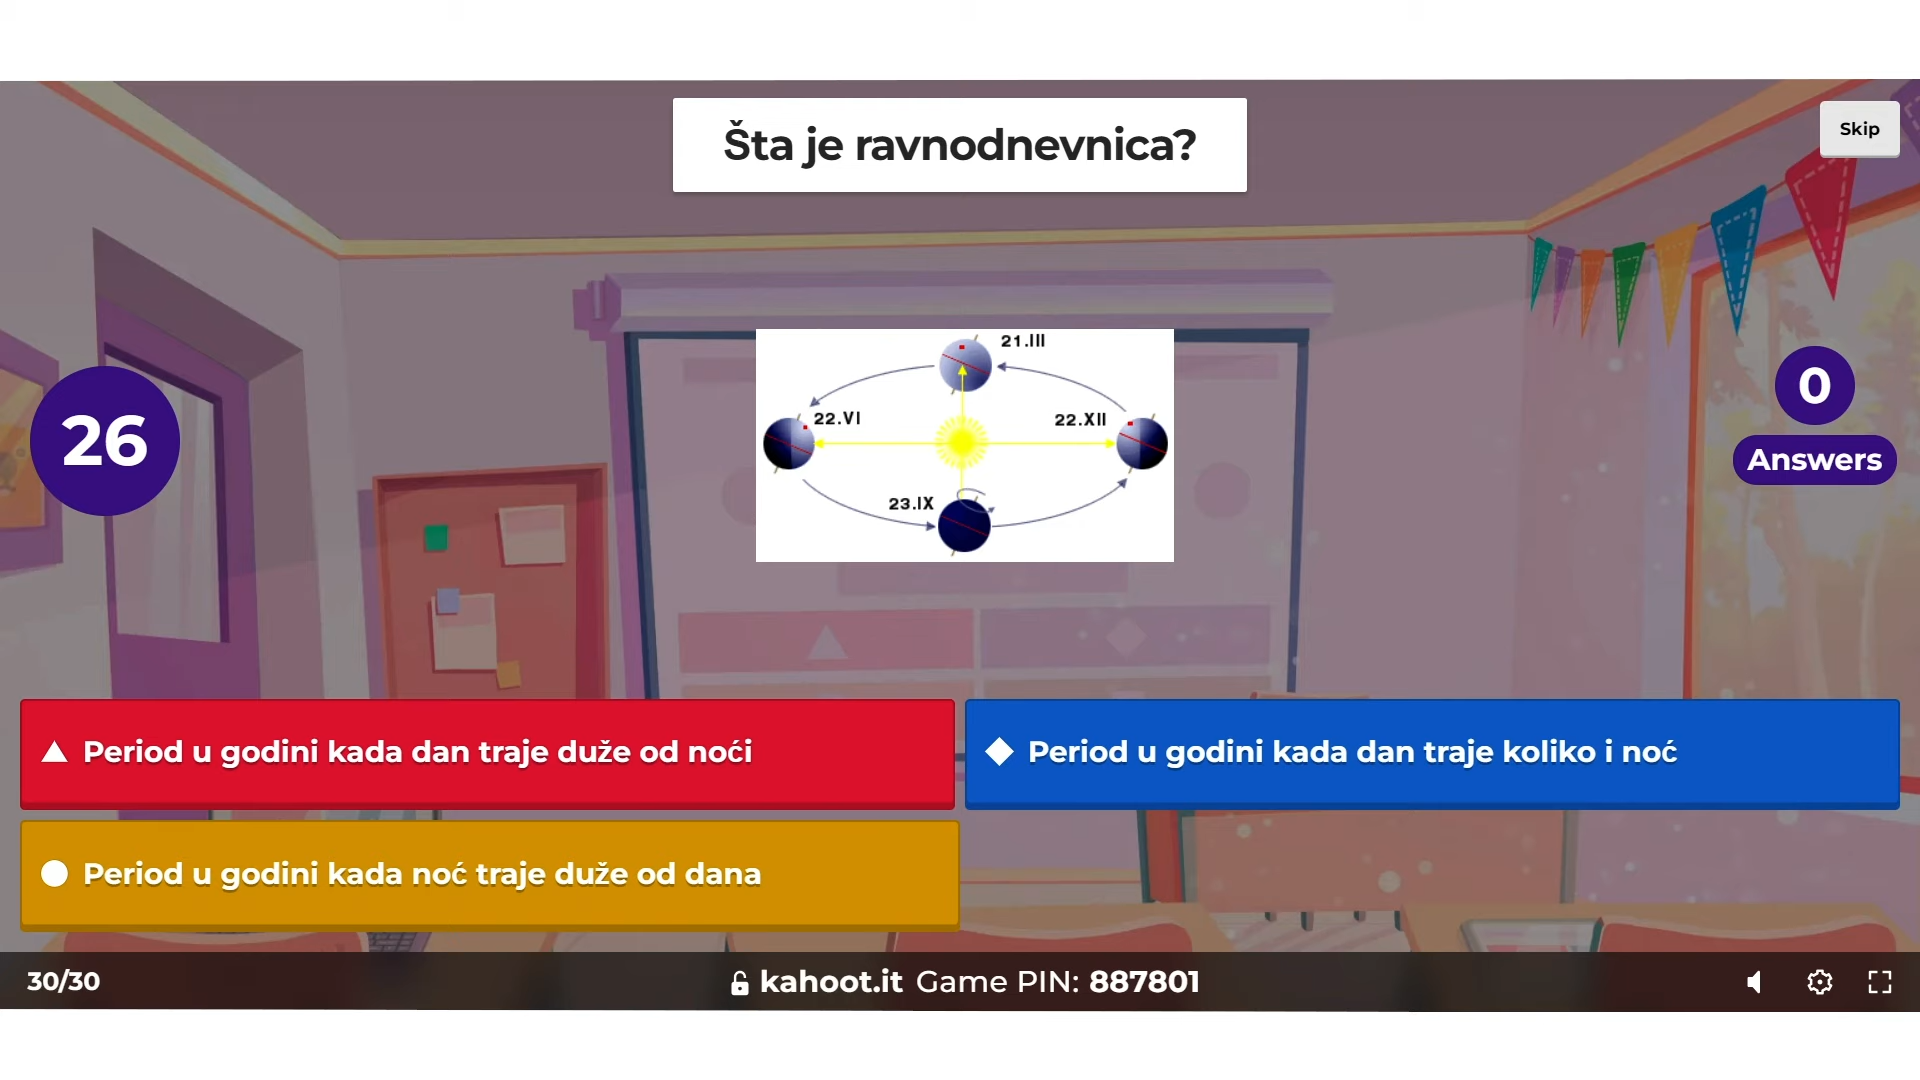 Šta je ravnodnevnica?
Skip
21.III
22.VI
22.XII
23.IX
26
0
Answers
Period u godini kada dan traje duže od noći
Period u godini kada dan traje koliko i noć
Period u godini kada noć traje duže od dana
30/30
kahoot.it Game PIN: 887801